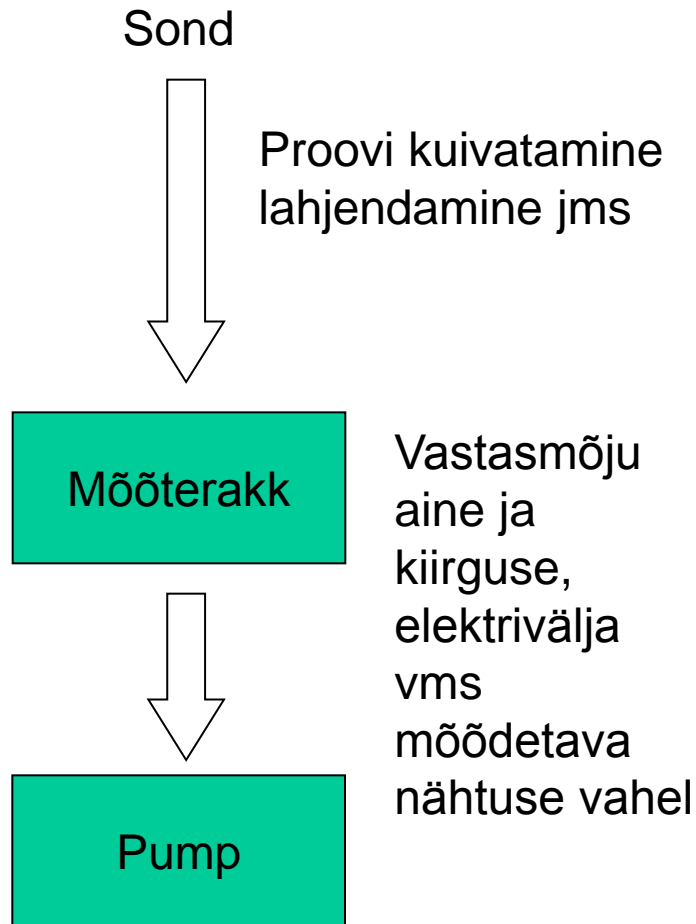 Sond
Proovi kuivatamine
lahjendamine jms
Mõõterakk
Vastasmõju
aine ja
kiirguse,
elektrivälja
vms
mõõdetava
nähtuse vahel
Pump